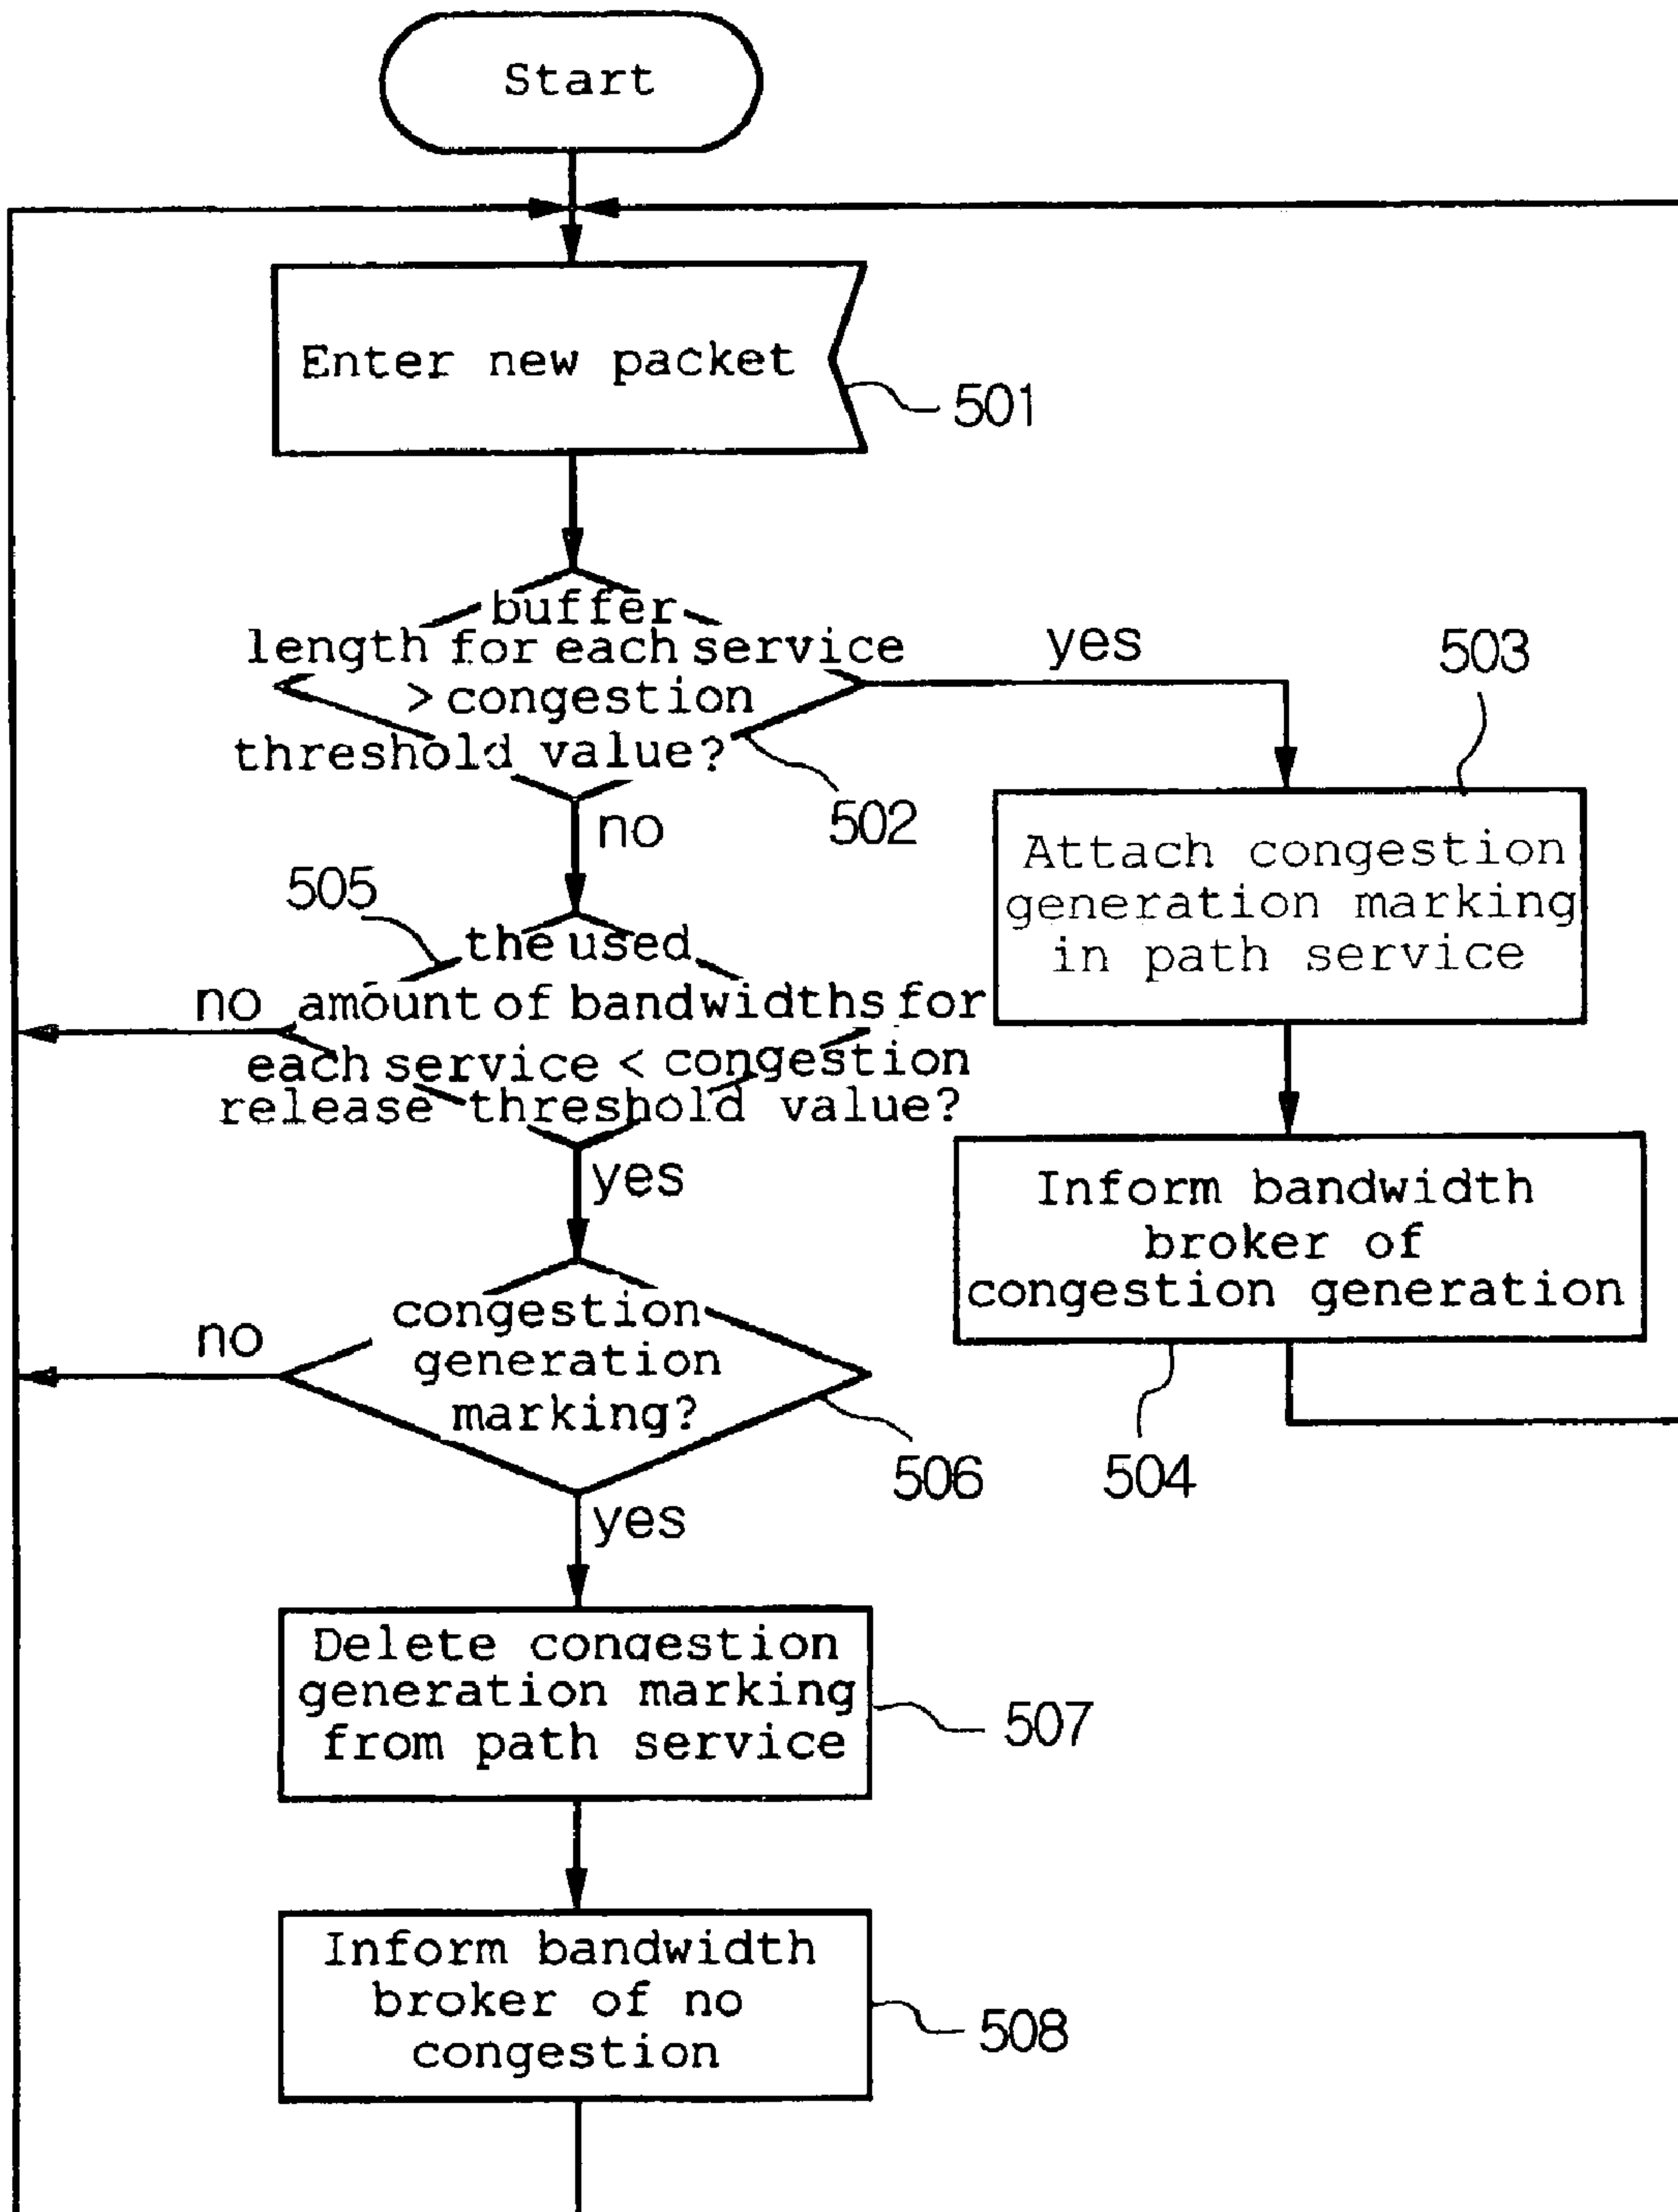 Start
Enter new packet
501
buffer
length for each service
> congestion
threshold value?
yes
502
503
no
Attach congestion
generation marking
in path service
505
the used
amount of bandwidths for
each service < congestion
release threshold value?
no
yes
Inform bandwidth
broker of
congestion generation
504
congestion
generation
marking?
no
506
yes
Delete congestion
generation marking
from path service
507
Inform bandwidth
broker of no
congestion
508